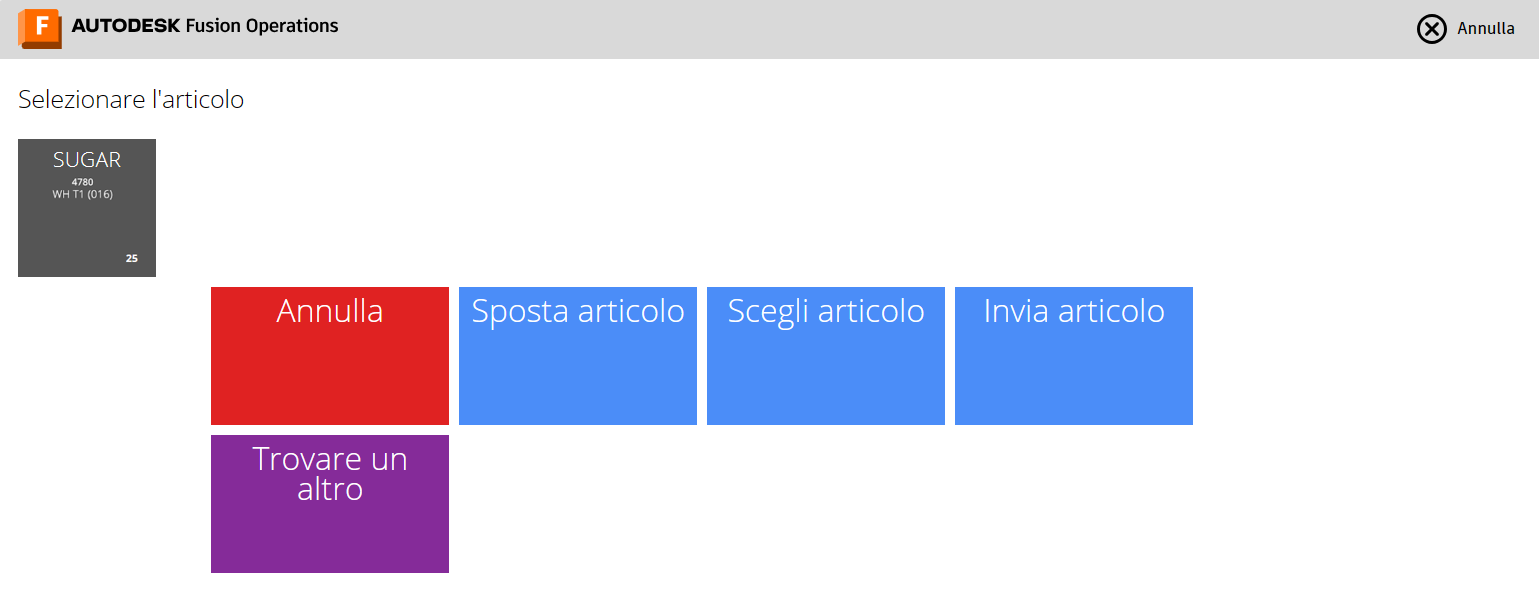 F AUTODESK Fusion Operations
Annulla
Selezionare l'articolo
SUGAR
4780
WH T1 (016)
25
Annulla
Sposta articolo
Scegli articolo
Invia articolo
Trovare un
altro